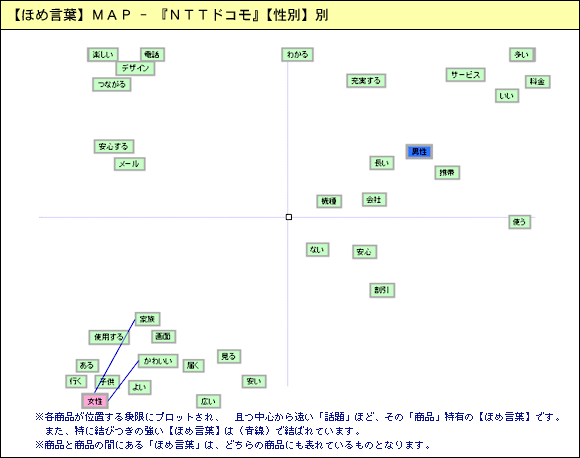 【ほめ言葉】ＭＡＰ － 『ＮＴＴドコモ』【性別】別
楽しい
電話
わかる
多い
デザイン
つながる
充実する
サービス
料金
いい
安心する
メール
男性
長い
携帯
機種
会社
使う
ない
安心
割引
家族
使用する
画面
見る
ある
かわいい
届く
行く
子供
よい
安い
女性
広い
※各商品が位置する象限にプロットされ、 且つ中心から遠い「話題」ほど、その「商品」特有の【ほめ言葉】です。
また、特に結びつきの強い【ほめ言葉】は（青線）で結ばれています。
※商品と商品の間にある「ほめ言葉」は、どちらの商品にも表れているものとなります。